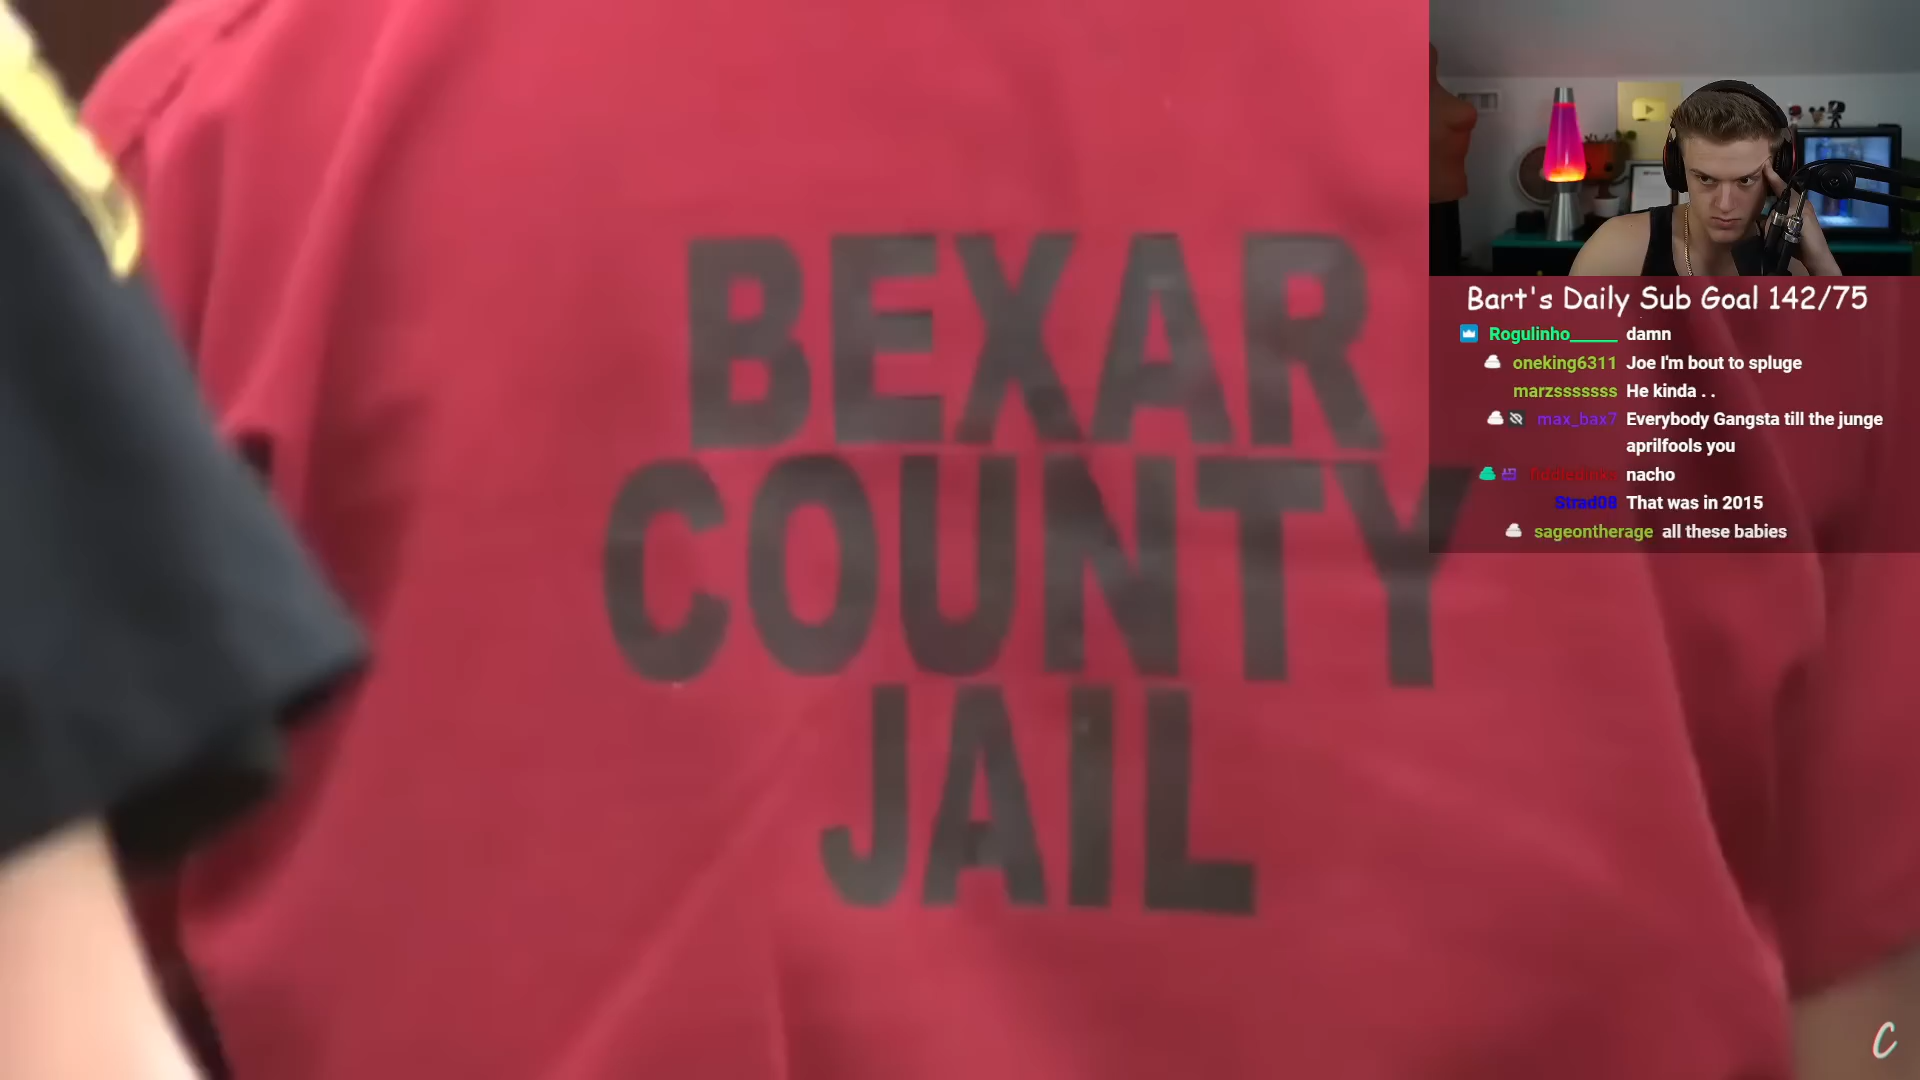 BEXAR
COUNTY
JAIL
Bart's Daily Sub Goal 142/75
Rogulinho______ damn
oneking6311 Joe I'm bout to spluge
marzsssssss He kinda . .
max_bax7 Everybody Gangsta till the junge
aprilfools you
nacho
Strad08 That was in 2015
sageontherage all these babies
C